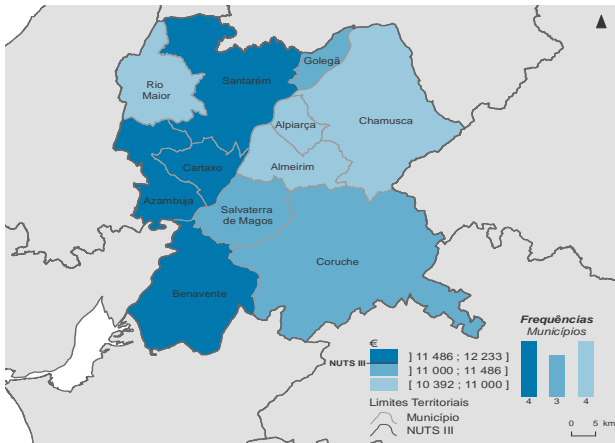 Golegã
Rio
Maior
Santarém
Alpiarça
Chamusca
Cartaxo
Almeirim
Azambuja
Salvaterra
de Magos
Coruche
Benavente
Frequências
Municípios
€
] 11 486 ; 12 233 ]
NUTS III
] 11 000 ; 11 486 ]
[ 10 392 ; 11 000 ]
4 3 4
Limites Territoriais
Município
NUTS III
0 5 km